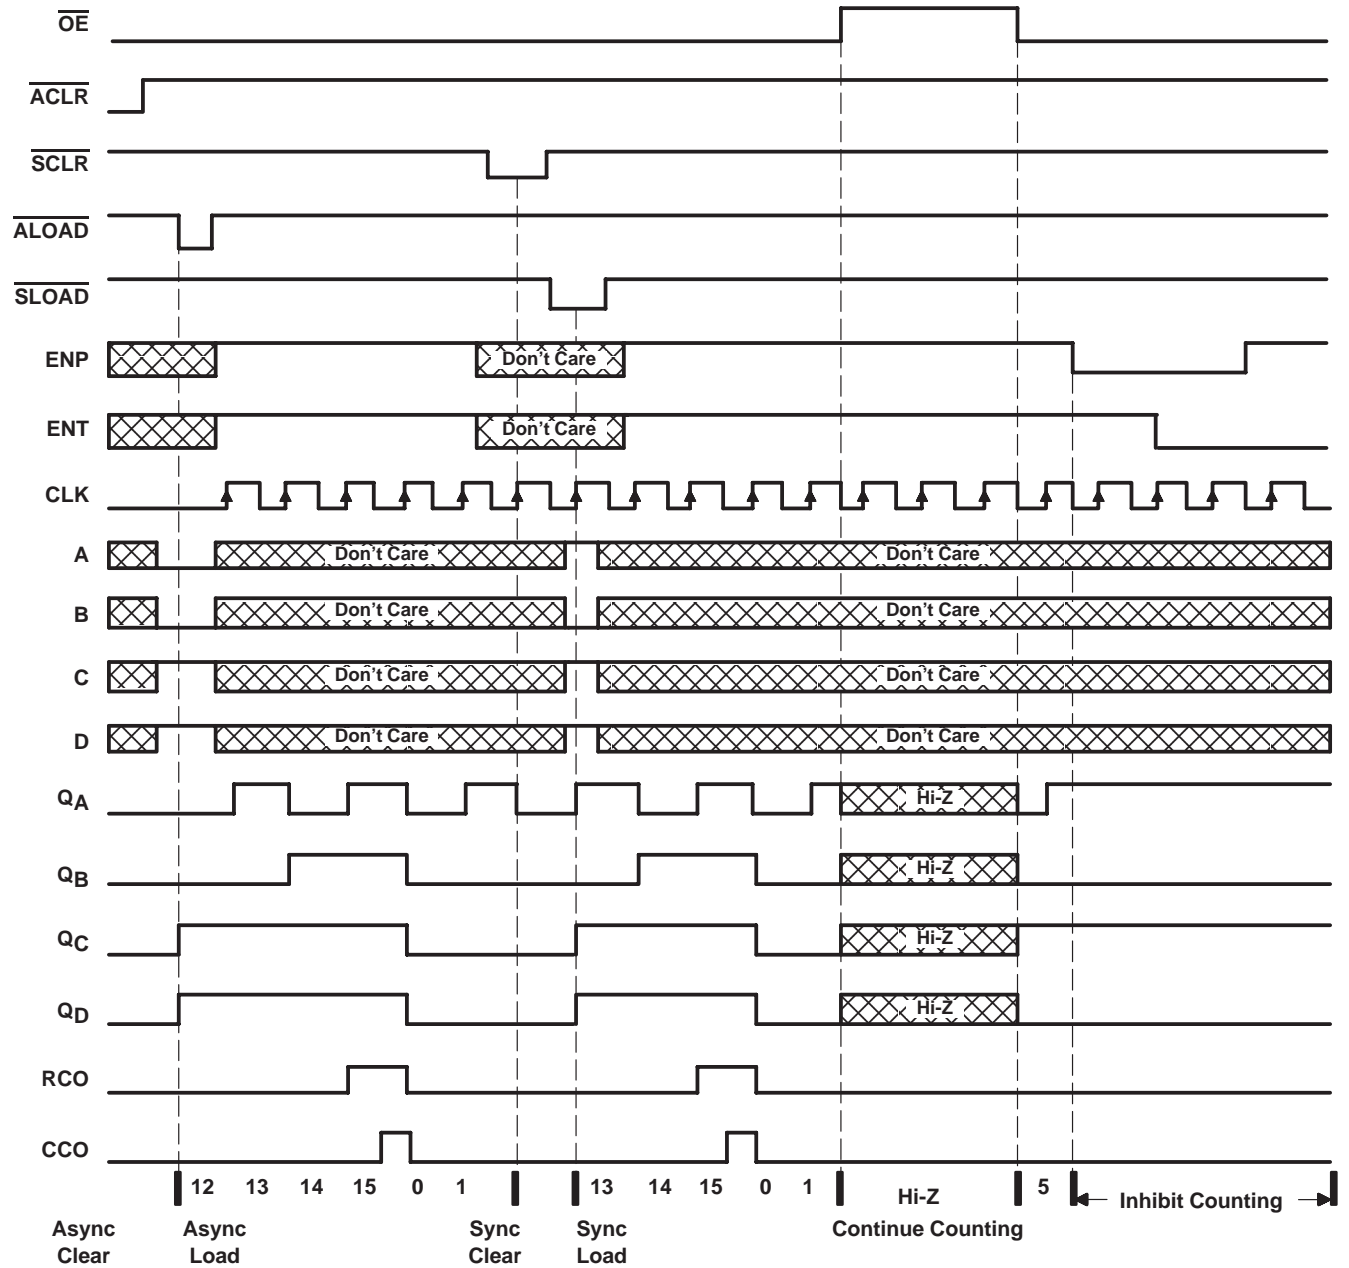 OE
ACLR
SCLR
ALOAD
SLOAD
ENP Don't Care
ENT Don't Care
CLK
A Don't Care Don't Care
B Don't Care Don't Care
C Don't Care Don't Care
D Don't Care Don't Care
QA Hi-Z
QB Hi-Z
QC Hi-Z
QD Hi-Z
RCO
CCO
12 13 14 15 0 1 13 14 15 0 1 Hi-Z 5 Inhibit Counting
Async Clear
Async Load
Sync Clear
Sync Load
Continue Counting